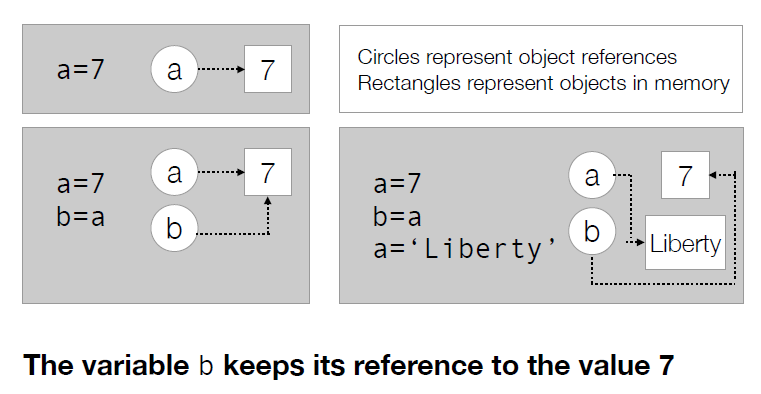 a=7
a
7
Circles represent object references
Rectangles represent objects in memory
a=7
b=a
a
7
b
a=7
b=a
a=‘Liberty’
a
7
b
Liberty
The variable b keeps its reference to the value 7